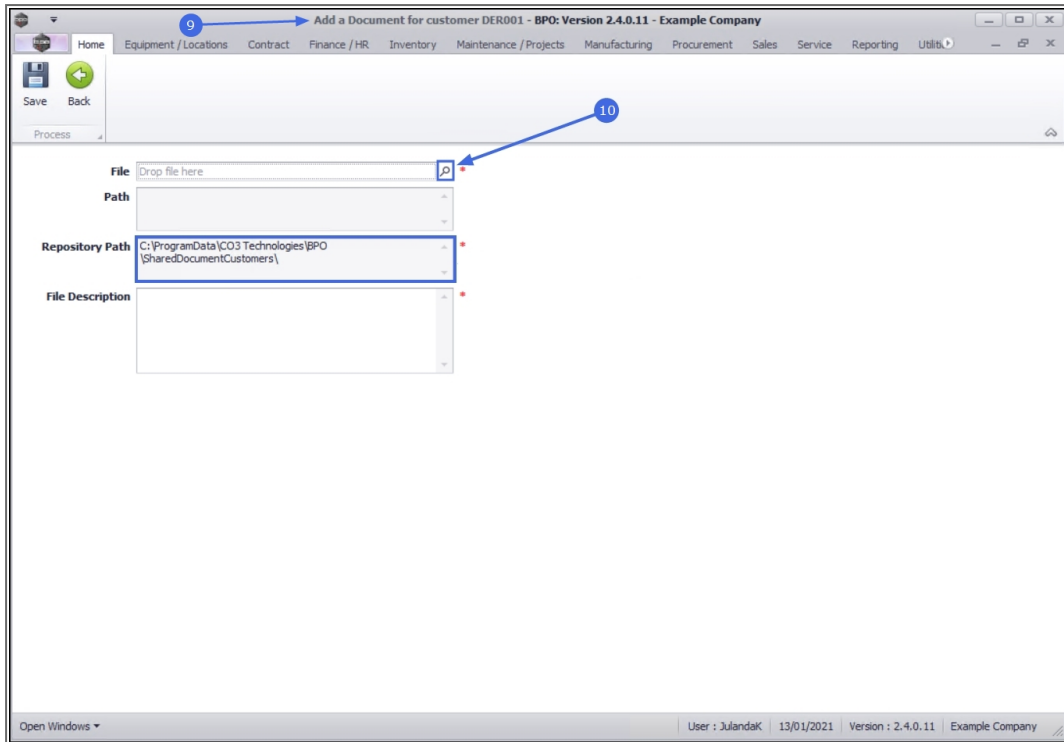 9
Add a Document for customer DER001 - BPO: Version 2.4.0.11 - Example Company
Home Equipment / Locations Contract Finance / HR Inventory Maintenance / Projects Manufacturing Procurement Sales Service Reporting
Save Back
10
Process
File Drop file here *
Path
Repository Path C:\ProgramData\CO3 Technologies\BPO *
\SharedDocumentCustomers\
File Description *
Open Windows User : JulandaK 13/01/2021 Version : 2.4.0.11 Example Company